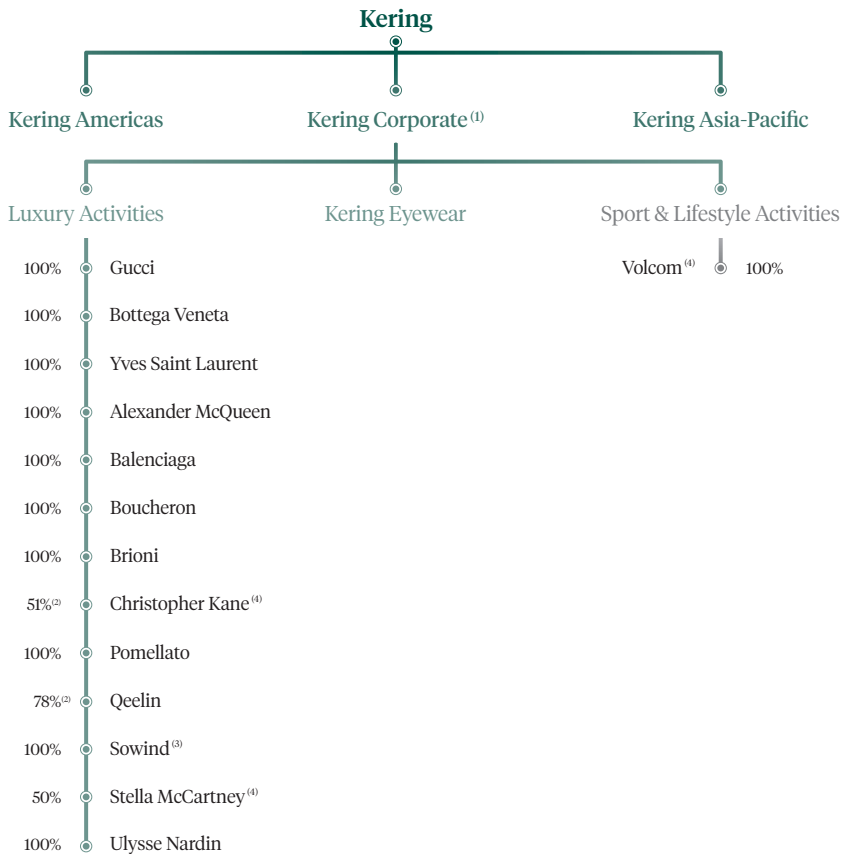 Kering
Kering Americas Kering Corporate (1) Kering Asia-Pacific
Luxury Activities Kering Eyewear Sport & Lifestyle Activities
100% Gucci Volcom (4) 100%
100% Bottega Veneta
100% Yves Saint Laurent
100% Alexander McQueen
100% Balenciaga
100% Boucheron
100% Brioni
51%(2) Christopher Kane (4)
100% Pomellato
78%(2) Qeelin
100% Sowind (3)
50% Stella McCartney (4)
100% Ulysse Nardin